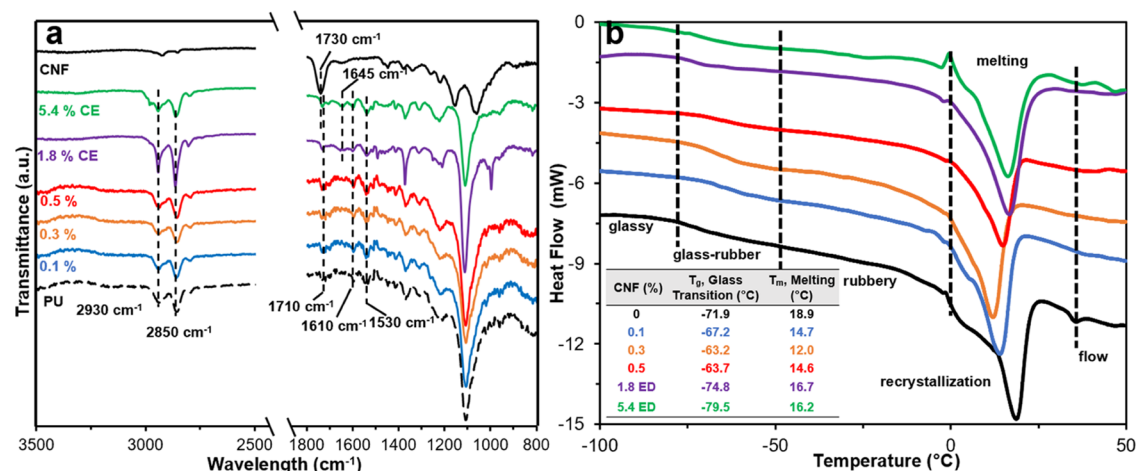 a
CNF
5.4 % CE
1.8 % CE
0.5 %
0.3 %
0.1 %
PU
2930 cm-1
2850 cm-1
1730 cm-1
1645 cm-1
1710 cm-1
1610 cm-1
1530 cm-1
Transmittance (a.u.)
3500 3000 2500 1800 1600 1400 1200 1000 800
Wavelength (cm-1)
b
0
-3
-6
-9
-12
-15
Heat Flow (mW)
melting
glassy
glass-rubber
rubbery
recrystallization
flow
CNF (%) Tg, Glass Transition (°C) Tm, Melting (°C)
0 -71.9 18.9
0.1 -67.2 14.7
0.3 -63.2 12.0
0.5 -63.7 14.6
1.8 ED -74.8 16.7
5.4 ED -79.5 16.2
-100 -50 0 50
Temperature (°C)